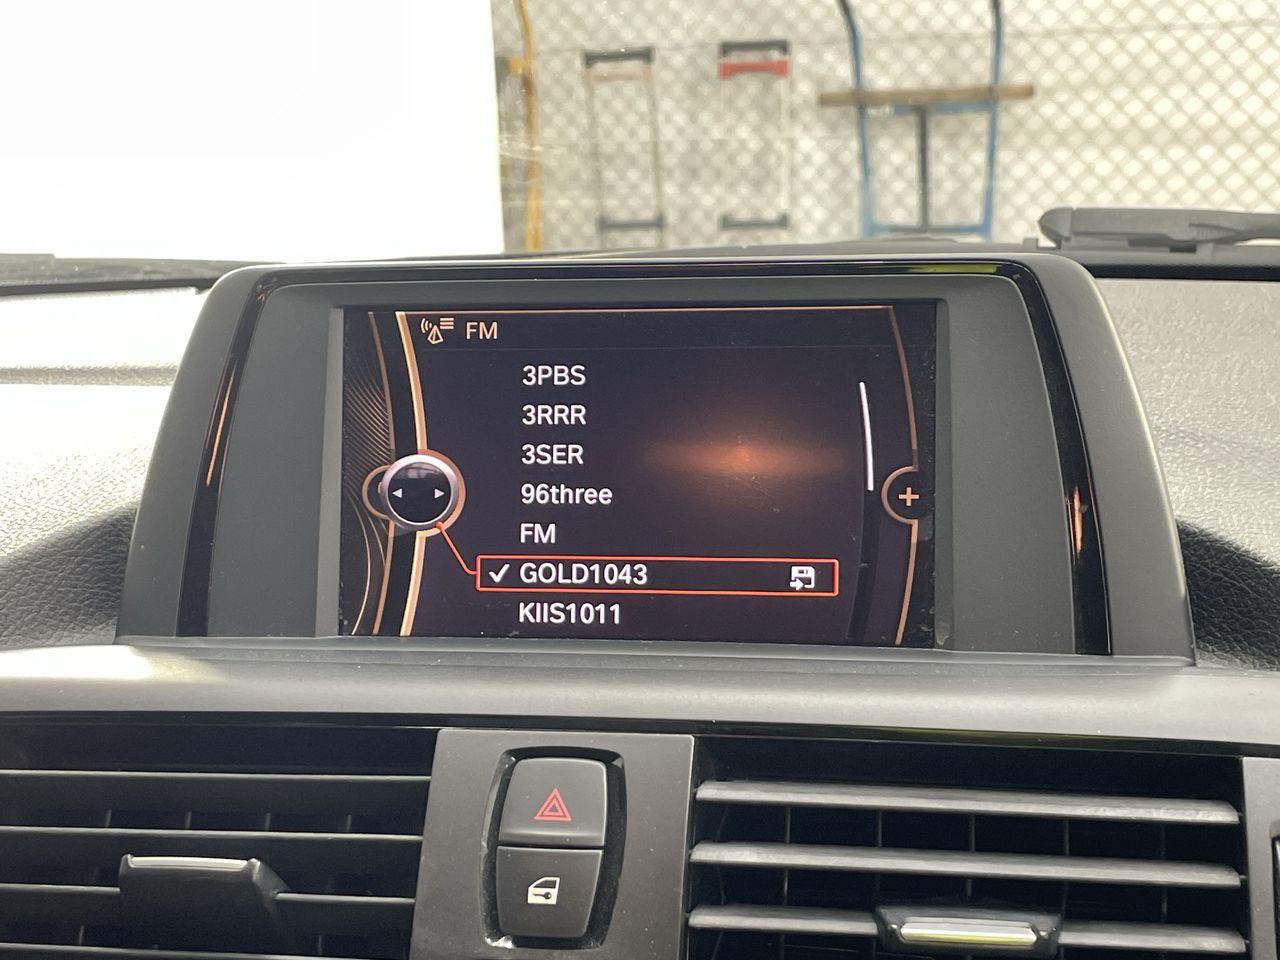 FM
3PBS
3RRR
3SER
96three
FM
GOLD1043
KIIS1011